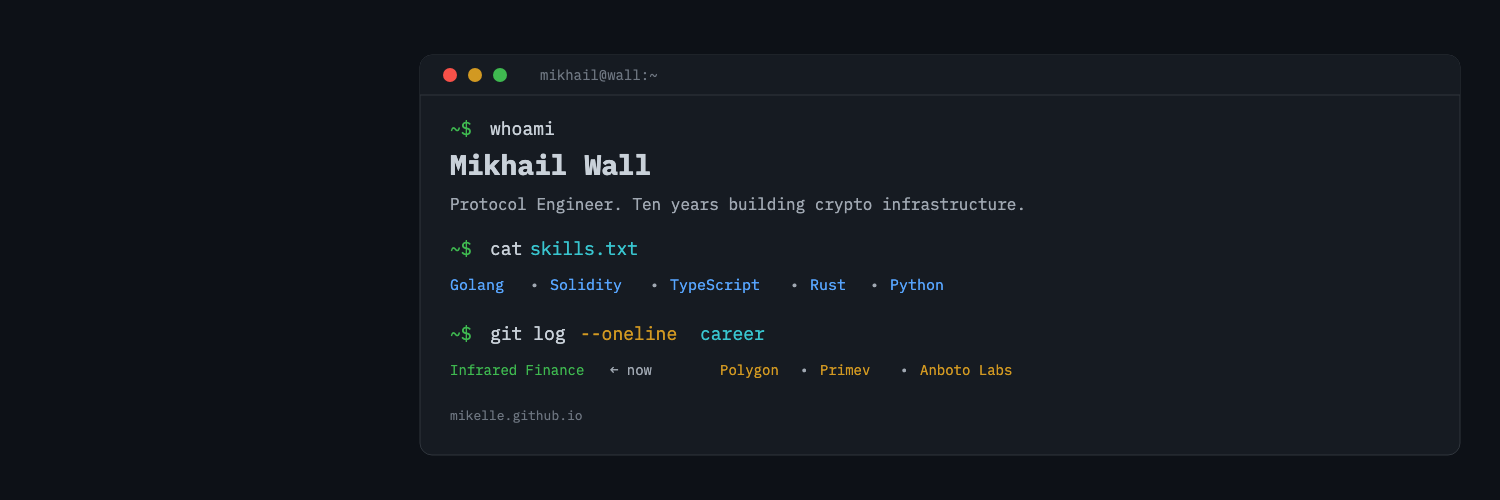 mikhail@wall:~
~$ whoami
Mikhail Wall
Protocol Engineer. Ten years building crypto infrastructure.
~$ cat skills.txt
Golang • Solidity • TypeScript • Rust • Python
~$ git log --oneline career
Infrared Finance ← now Polygon • Primev • Anboto Labs
mikelle.github.io